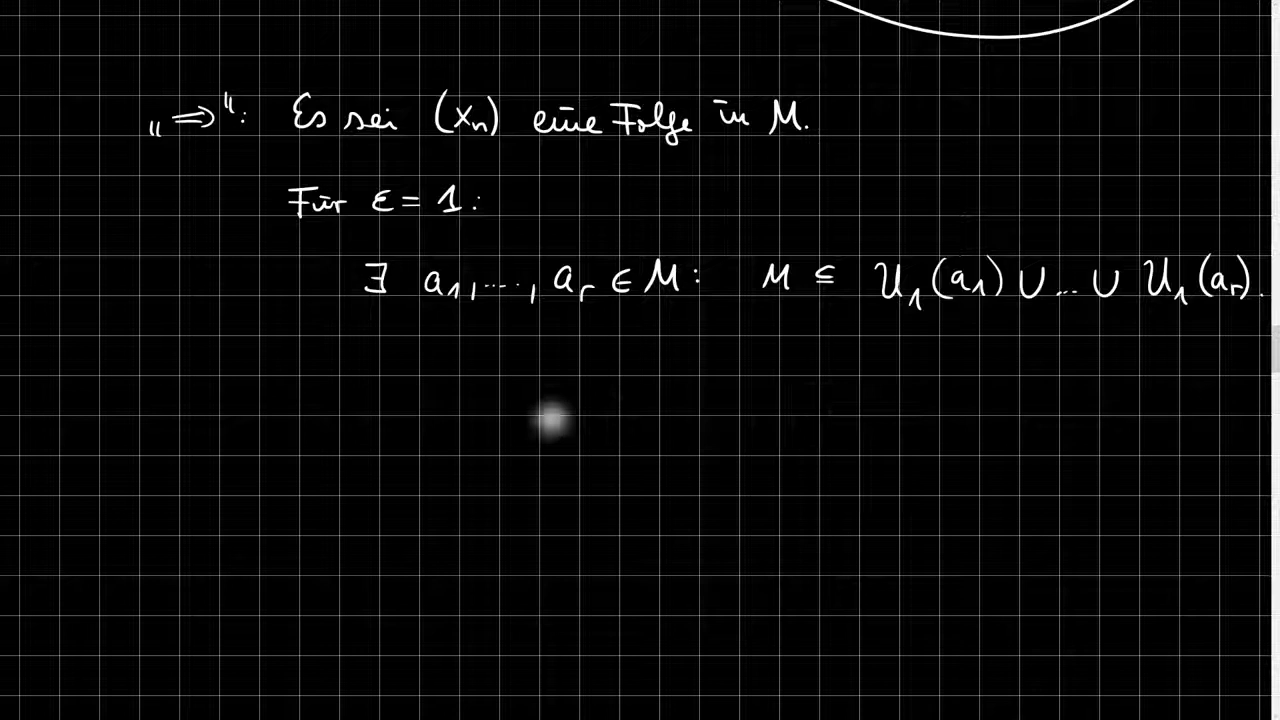 „⇒“: Es sei (xₙ) eine Folge in M.
Für ε = 1:
∃ a₁, ..., aᵣ ∈ M: M ⊆ U₁(a₁) ∪ ... ∪ U₁(aᵣ).